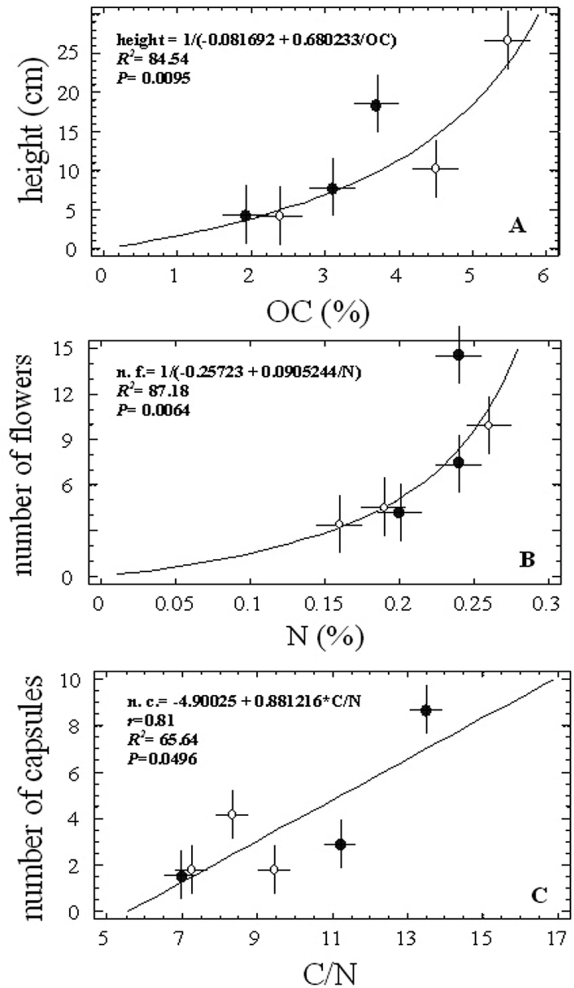 height = 1/(-0.081692 + 0.680233/OC)
R²= 84.54
P= 0.0095
25
20
15
10
5
0
height (cm)
A
0 1 2 3 4 5 6
OC (%)
n. f.= 1/(-0.25723 + 0.0905244/N)
R²= 87.18
P= 0.0064
15
12
9
6
0
number of flowers
B
0 0.05 0.15 0.2 0.25 0.3
N (%)
n. c.= -4.90025 + 0.881216*C/N
r=0.81
R²= 65.64
P=0.0496
10
8
6
4
2
0
number of capsules
C
5 7 9 11 13 15 17
C/N